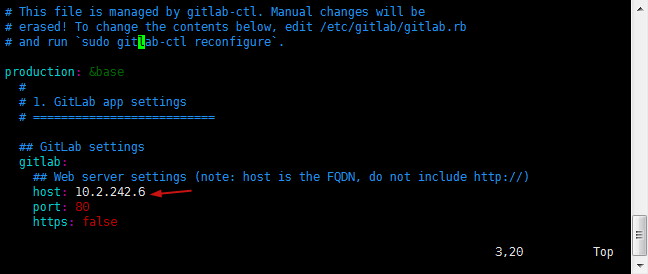 # This file is managed by gitlab-ctl. Manual changes will be
# erased! To change the contents below, edit /etc/gitlab/gitlab.rb
# and run `sudo gitlab-ctl reconfigure`.
production: &base
#
# 1. GitLab app settings
# ==========================
## GitLab settings
gitlab:
## Web server settings (note: host is the FQDN, do not include http://)
host: 10.2.242.6
port: 80
https: false
3,20 Top